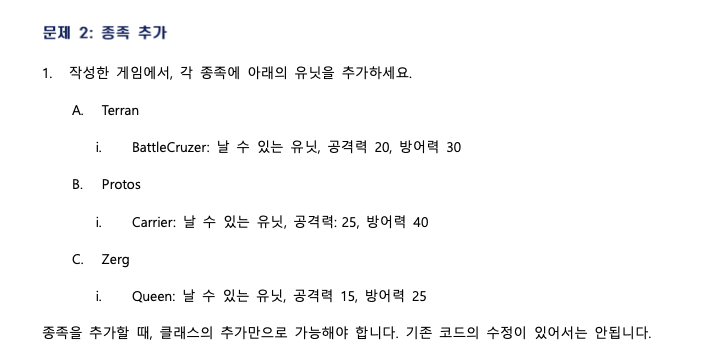 문제 2: 종족 추가
1. 작성한 게임에서, 각 종족에 아래의 유닛을 추가하세요.
A. Terran
i. BattleCruzer: 날 수 있는 유닛, 공격력 20, 방어력 30
B. Protos
i. Carrier: 날 수 있는 유닛, 공격력: 25, 방어력 40
C. Zerg
i. Queen: 날 수 있는 유닛, 공격력 15, 방어력 25
종족을 추가할 때, 클래스의 추가만으로 가능해야 합니다. 기존 코드의 수정이 있어서는 안됩니다.